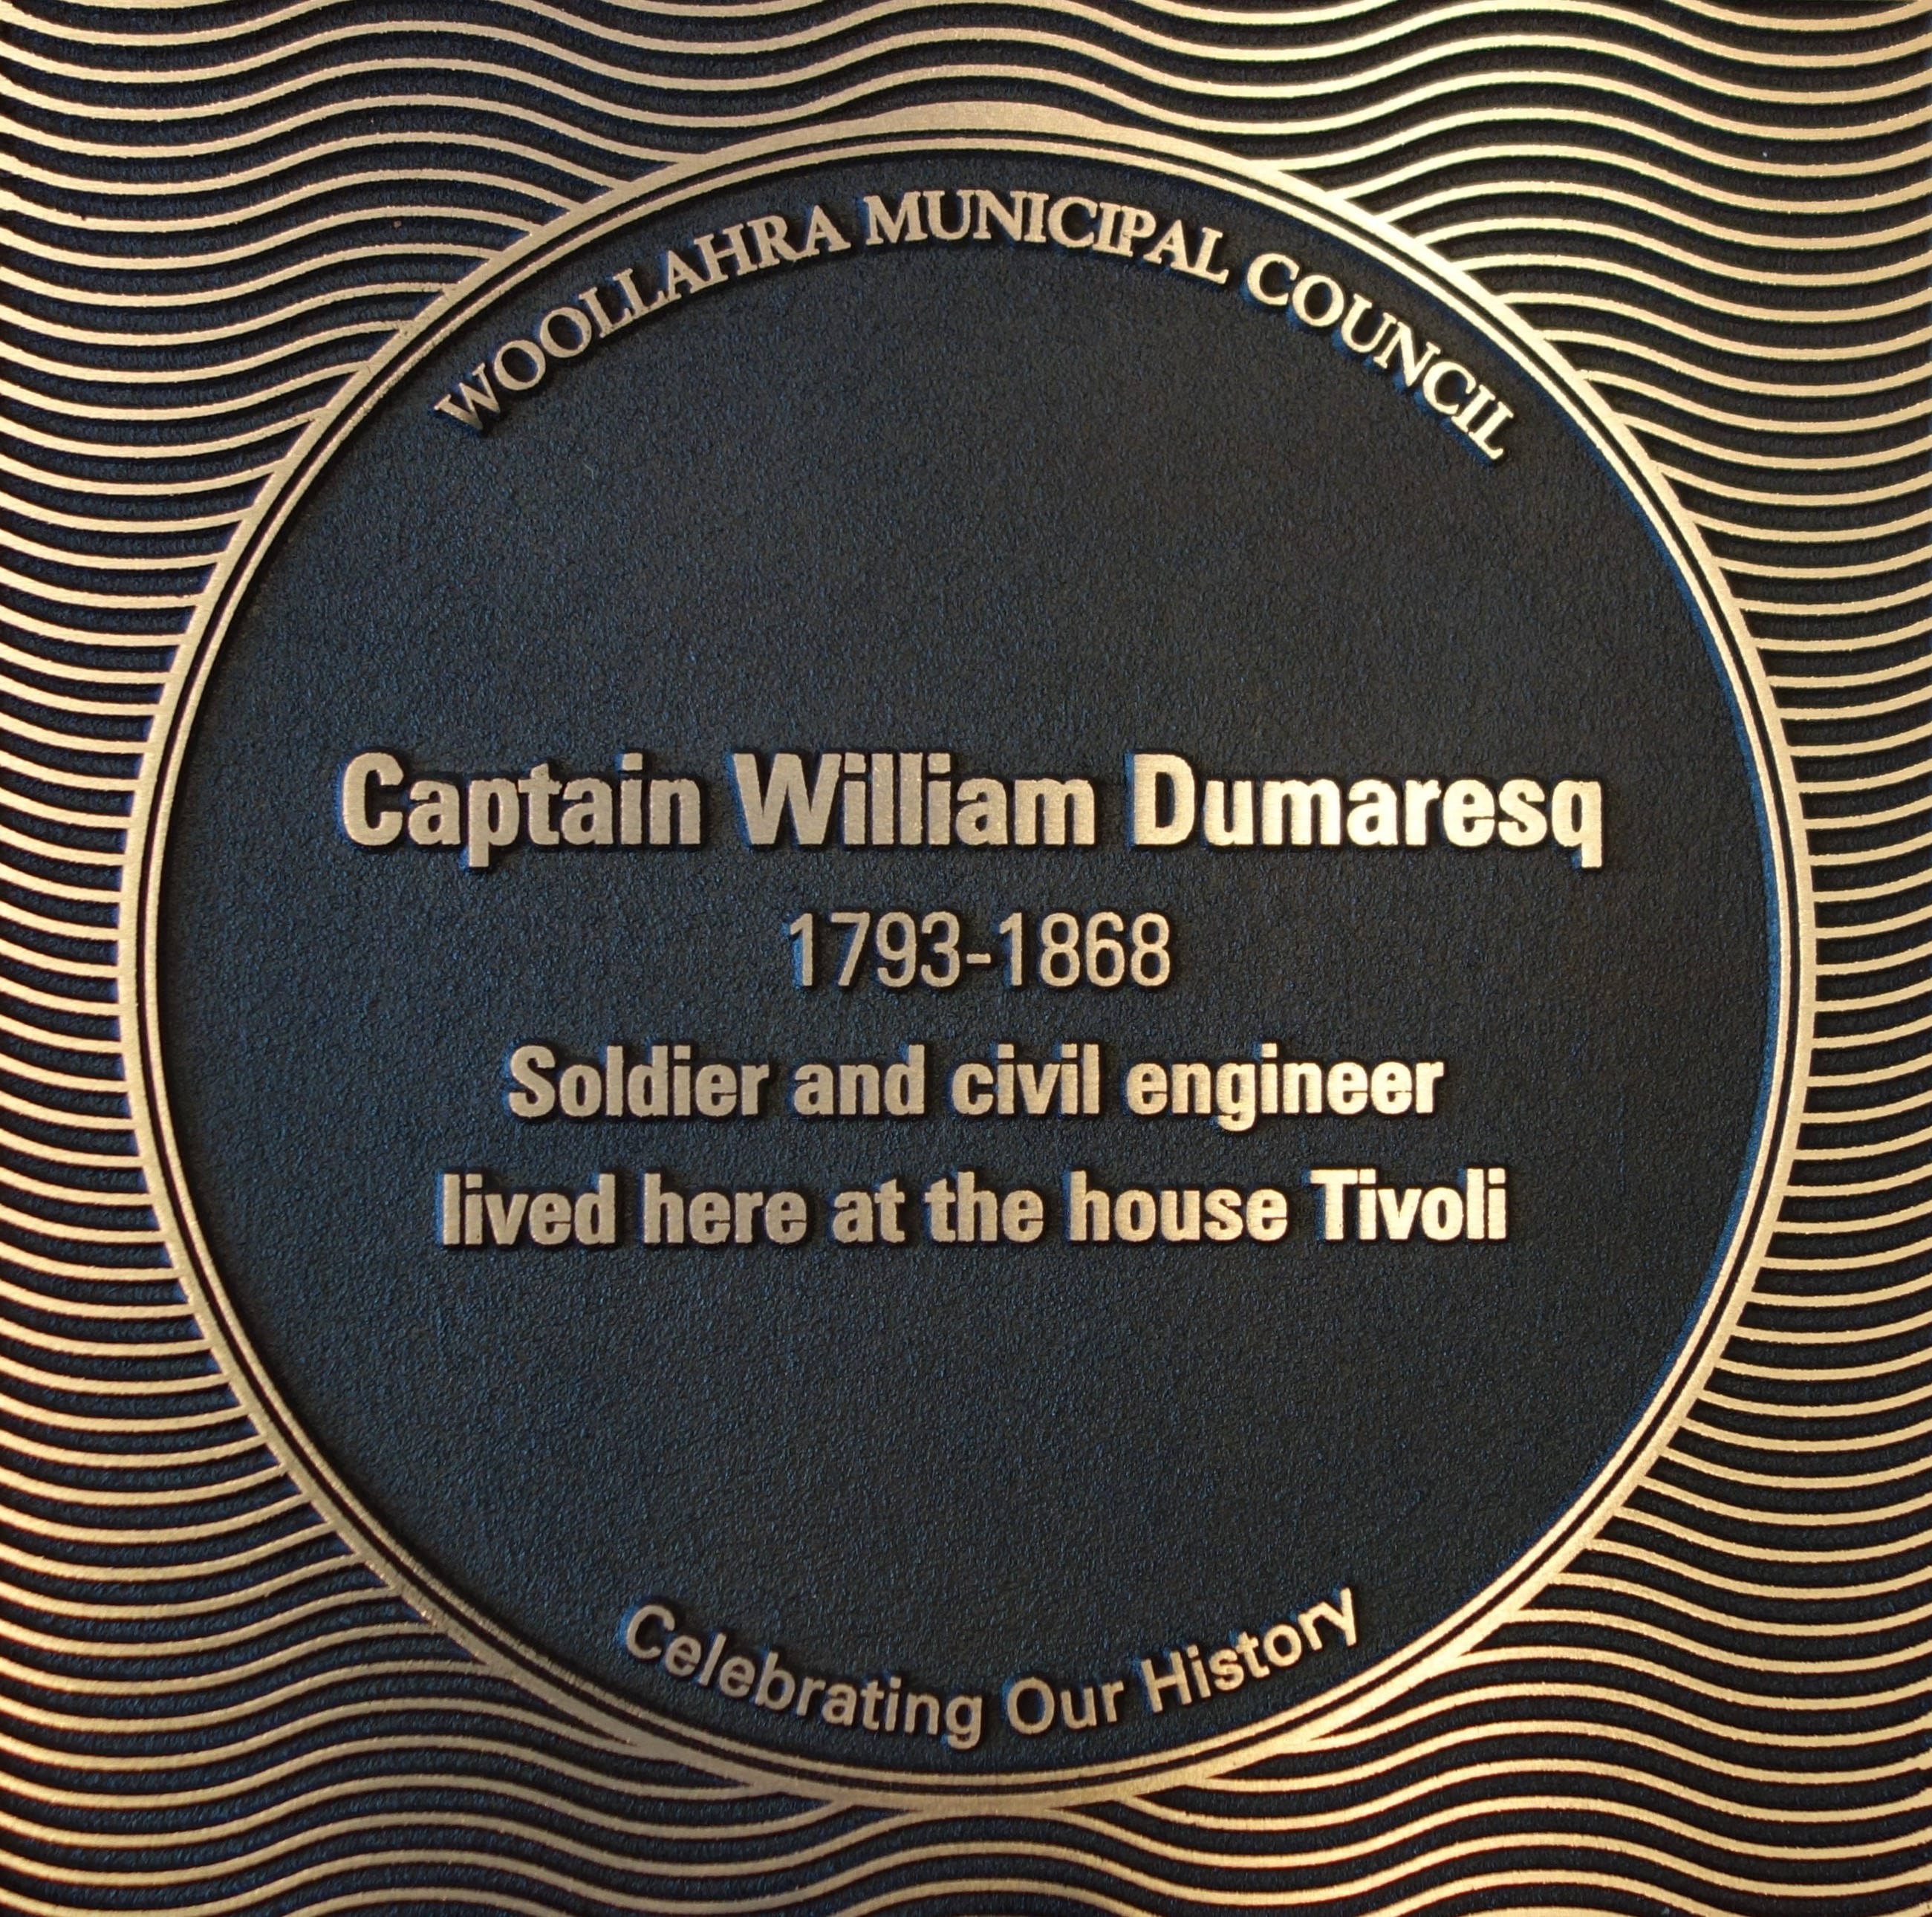 WOOLLAHRA MUNICIPAL COUNCIL
Captain William Dumaresq
1793-1868
Soldier and civil engineer
lived here at the house Tivoli
Celebrating Our History